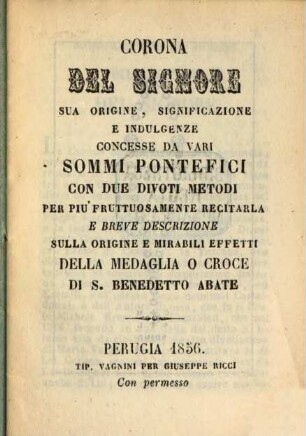 CORONA
DEL SIGNORE
SUA ORIGINE, SIGNIFICAZIONE
E INDULGENZE
CONCESSE DA VARI
SOMMI PONTEFICI
CON DUE DIVOTI METODI
PER PIU' FRUTTUOSAMENTE RECITARLA
E BREVE DESCRIZIONE
SULLA ORIGINE E MIRABILI EFFETTI
DELLA MEDAGLIA O CROCE
DI S. BENEDETTO ABATE
PERUGIA 1856.
TIP. VAGNINI PER GIUSEPPE RICCI
Con permesso